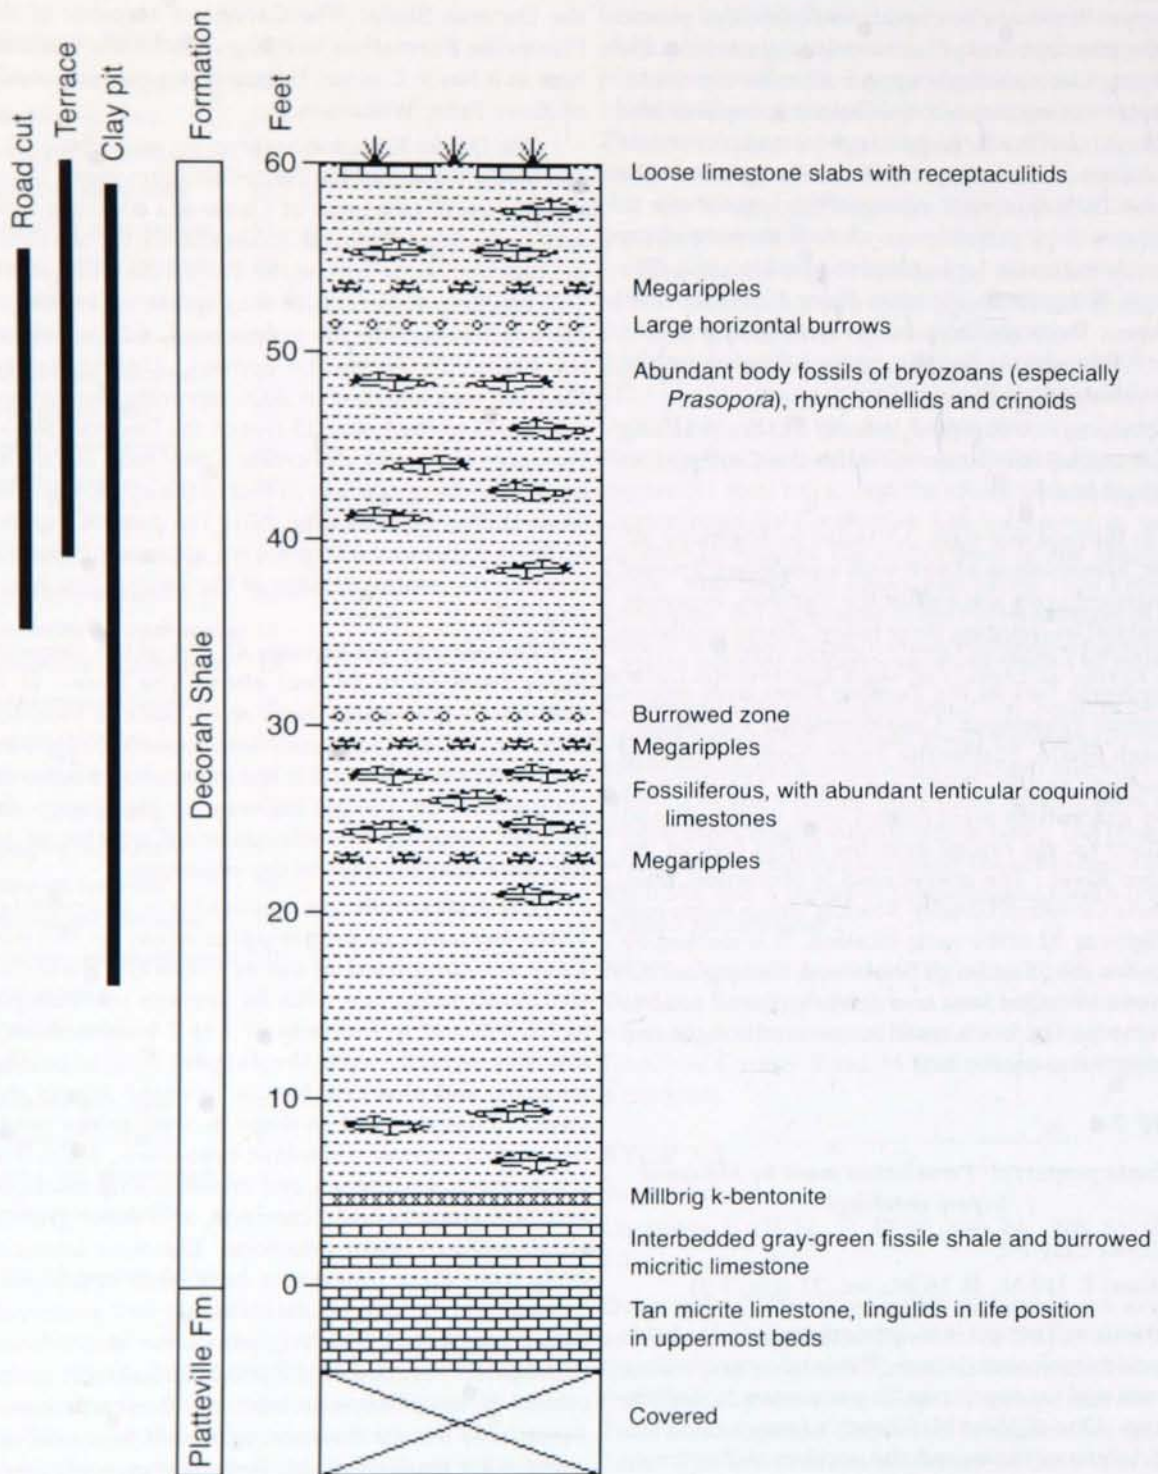 Road cut
Terrace
Clay pit
Formation
Feet
60
50
40
30
20
10
0
Decorah Shale
Platteville Fm
Loose limestone slabs with receptaculitids
Megaripples
Large horizontal burrows
Abundant body fossils of bryozoans (especially
Prasopora), rhynchonellids and crinoids
Burrowed zone
Megaripples
Fossiliferous, with abundant lenticular coquinoid
limestones
Megaripples
Millbrig k-bentonite
Interbedded gray-green fissile shale and burrowed
micritic limestone
Tan micrite limestone, lingulids in life position
in uppermost beds
Covered